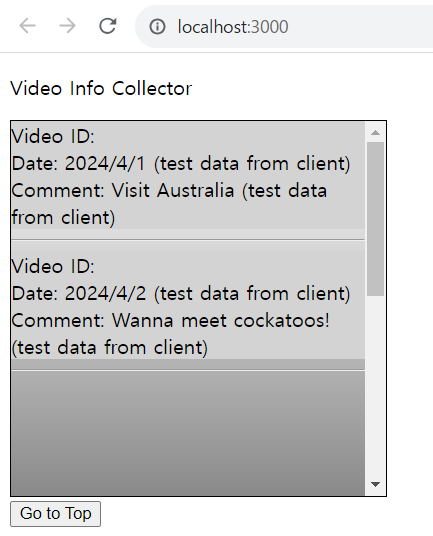 localhost:3000
Video Info Collector
Video ID:
Date: 2024/4/1 (test data from client)
Comment: Visit Australia (test data
from client)
Video ID:
Date: 2024/4/2 (test data from client)
Comment: Wanna meet cockatoos!
(test data from client)
Go to Top